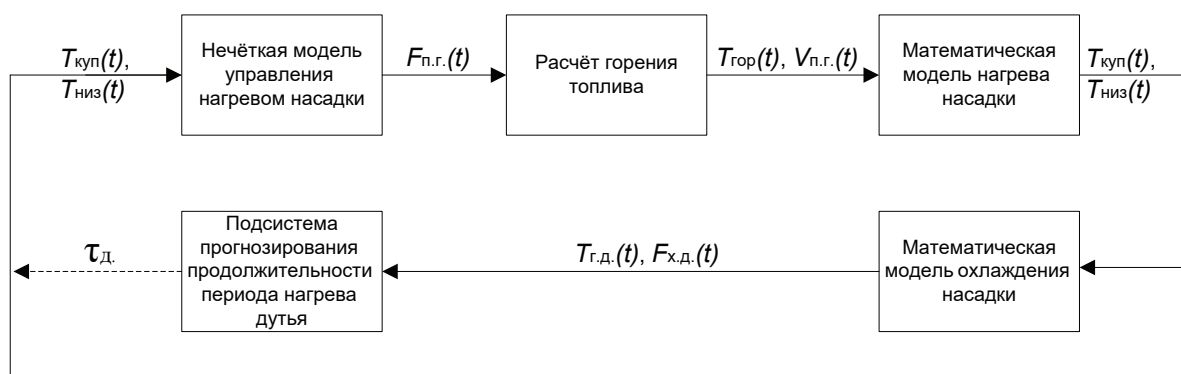 Tкуп(t),
Tниз(t)
Нечёткая модель
управления
нагревом насадки
Fп.г.(t)
Расчёт горения
топлива
Tгор(t), Vп.г.(t)
Математическая
модель нагрева
насадки
Tкуп(t),
Tниз(t)
τд.
Подсистема
прогнозирования
продолжительности
периода нагрева
дутья
Tг.д.(t), Fх.д.(t)
Математическая
модель охлаждения
насадки